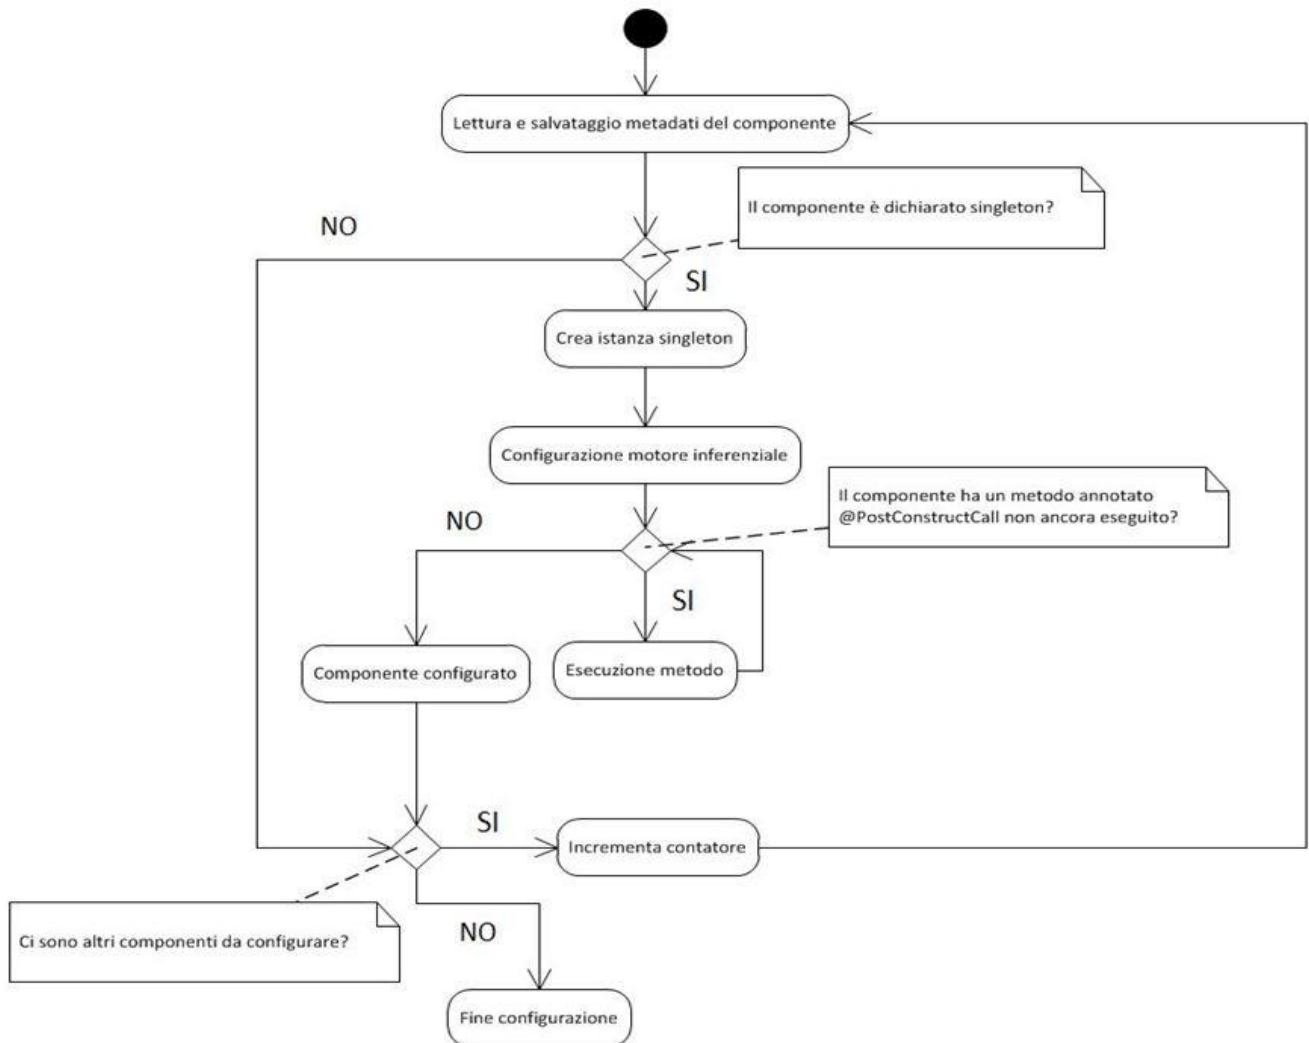 Lettura e salvataggio metadati del componente
Il componente è dichiarato singleton?
NO
SI
Crea istanza singleton
Configurazione motore inferenziale
Il componente ha un metodo annotato
@PostConstructCall non ancora eseguito?
NO
SI
Componente configurato
Esecuzione metodo
SI
Incrementa contatore
Ci sono altri componenti da configurare?
NO
Fine configurazione